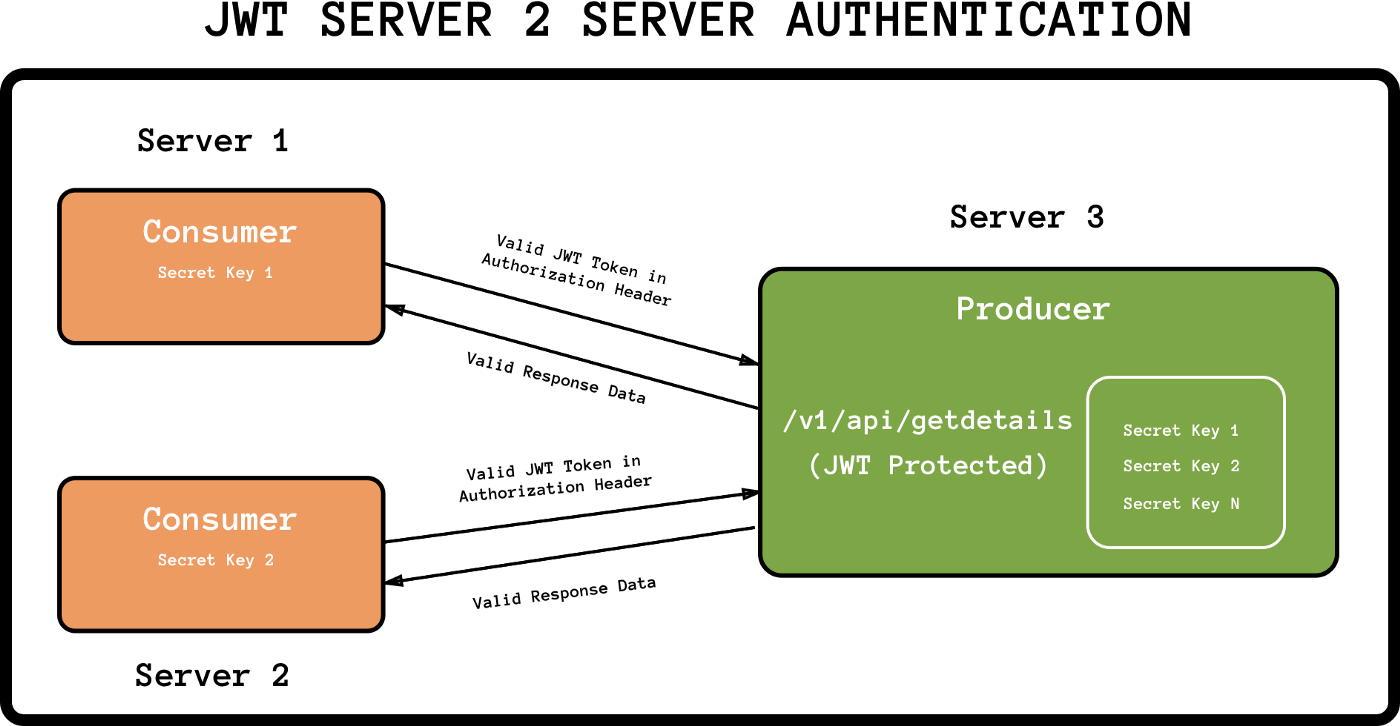 JWT SERVER 2 SERVER AUTHENTICATION
Server 1
Consumer
Secret Key 1
Valid JWT Token in
Authorization Header
Valid Response Data
Server 3
Producer
/v1/api/getdetails
(JWT Protected)
Secret Key 1
Secret Key 2
Secret Key N
Valid JWT Token in
Authorization Header
Valid Response Data
Consumer
Secret Key 2
Server 2